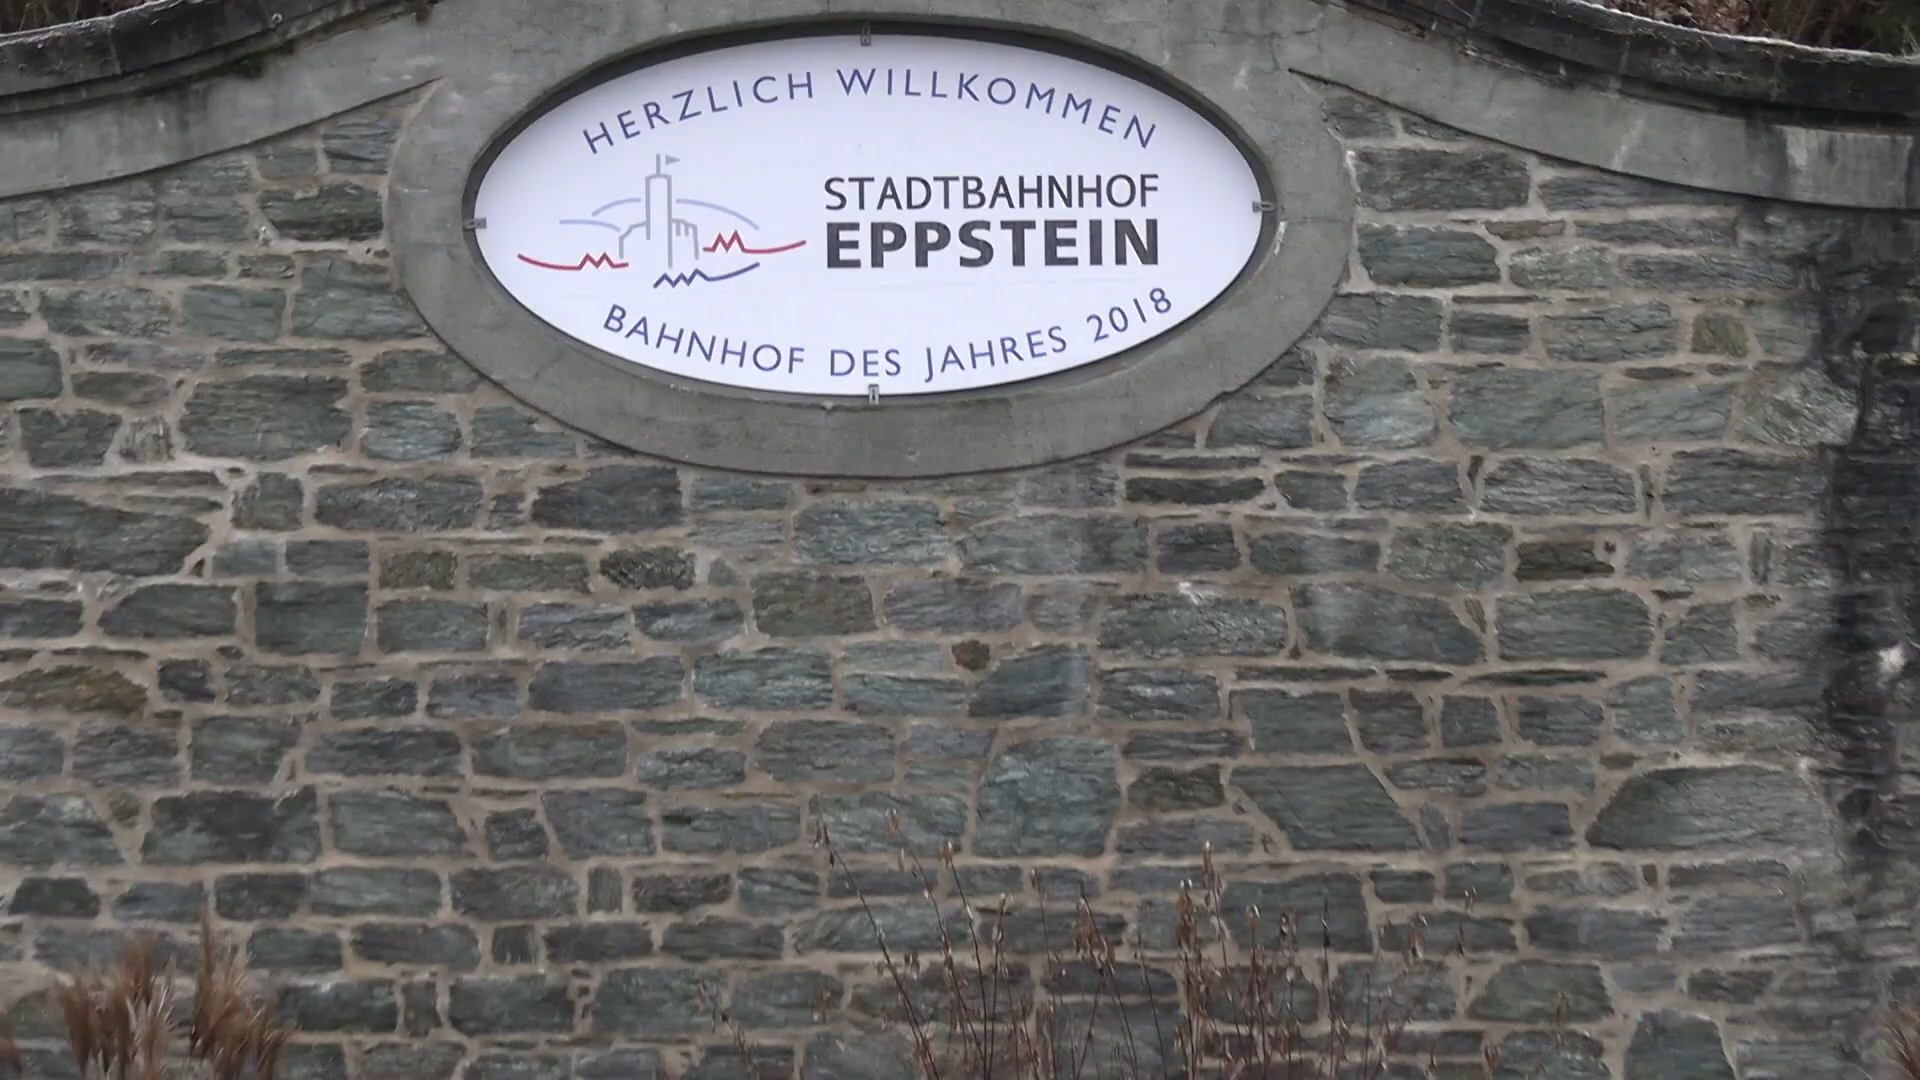 HERZLICH WILLKOMMEN
STADTBAHNHOF
EPPSTEIN
BAHNHOF DES JAHRES 2018